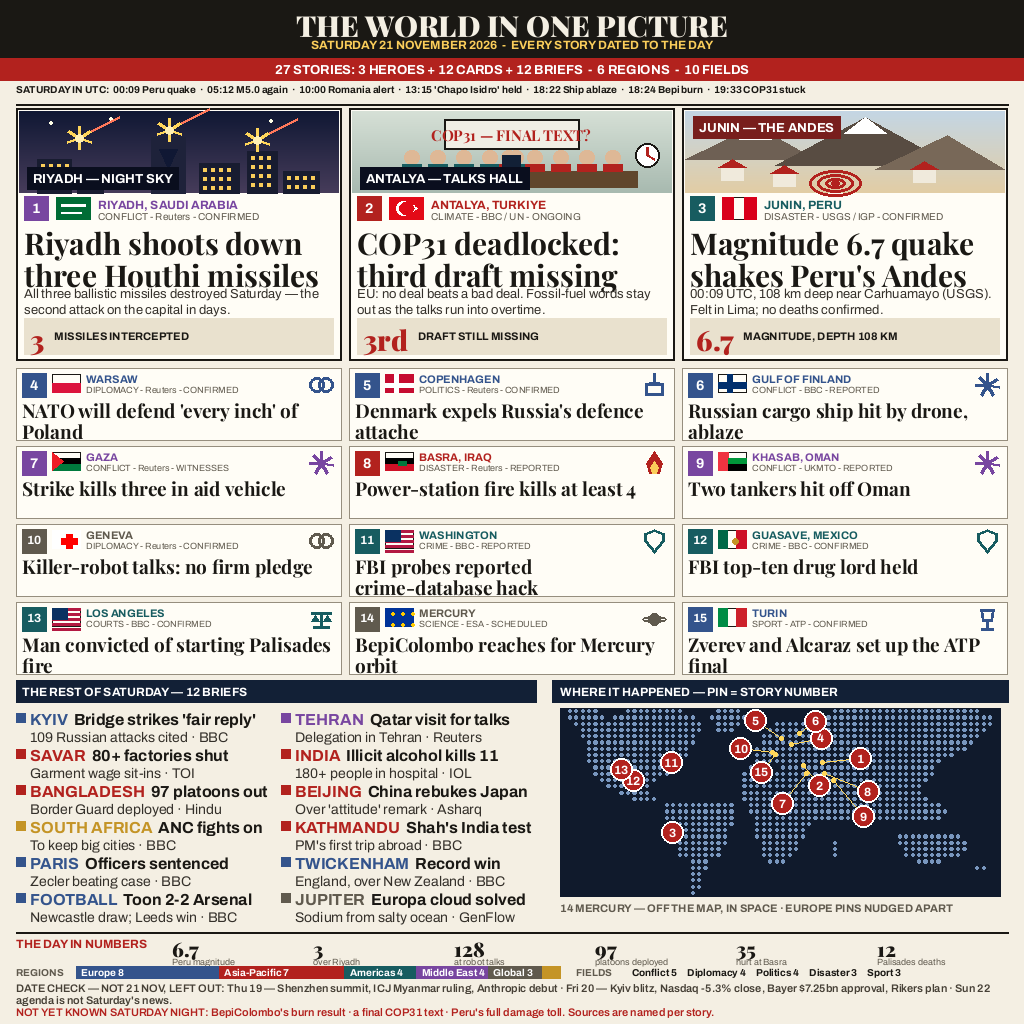 THE WORLD IN ONE PICTURE
SATURDAY 21 NOVEMBER 2026 - EVERY STORY DATED TO THE DAY
27 STORIES: 3 HEROES + 12 CARDS + 12 BRIEFS - 6 REGIONS - 10 FIELDS
SATURDAY IN UTC: 00:09 Peru quake · 05:12 M5.0 again · 10:00 Romania alert · 13:15 'Chapo Isidro' held · 18:22 Ship ablaze · 18:24 Bepi burn · 19:33 COP31 stuck
RIYADH — NIGHT SKY
1
RIYADH, SAUDI ARABIA
CONFLICT - Reuters - CONFIRMED
Riyadh shoots down
three Houthi missiles
All three ballistic missiles destroyed Saturday — the
second attack on the capital in days.
3 MISSILES INTERCEPTED
COP31 — FINAL TEXT?
ANTALYA — TALKS HALL
2
ANTALYA, TURKIYE
CLIMATE - BBC / UN - ONGOING
COP31 deadlocked:
third draft missing
EU: no deal beats a bad deal. Fossil-fuel words stay
out as the talks run into overtime.
3rd DRAFT STILL MISSING
JUNIN — THE ANDES
3
JUNIN, PERU
DISASTER - USGS / IGP - CONFIRMED
Magnitude 6.7 quake
shakes Peru's Andes
00:09 UTC, 108 km deep near Carhuamayo (USGS).
Felt in Lima; no deaths confirmed.
6.7 MAGNITUDE, DEPTH 108 KM
4
WARSAW
DIPLOMACY - Reuters - CONFIRMED
NATO will defend 'every inch' of
Poland
5
COPENHAGEN
POLITICS - Reuters - CONFIRMED
Denmark expels Russia's defence
attache
6
GULF OF FINLAND
CONFLICT - BBC - REPORTED
Russian cargo ship hit by drone,
ablaze
7
GAZA
CONFLICT - Reuters - WITNESSES
Strike kills three in aid vehicle
8
BASRA, IRAQ
DISASTER - Reuters - REPORTED
Power-station fire kills at least 4
9
KHASAB, OMAN
CONFLICT - UKMTO - REPORTED
Two tankers hit off Oman
10
GENEVA
DIPLOMACY - Reuters - CONFIRMED
Killer-robot talks: no firm pledge
11
WASHINGTON
CRIME - BBC - REPORTED
FBI probes reported
crime-database hack
12
GUASAVE, MEXICO
CRIME - BBC - CONFIRMED
FBI top-ten drug lord held
13
LOS ANGELES
COURTS - BBC - CONFIRMED
Man convicted of starting Palisades
fire
14
MERCURY
SCIENCE - ESA - SCHEDULED
BepiColombo reaches for Mercury
orbit
15
TURIN
SPORT - ATP - CONFIRMED
Zverev and Alcaraz set up the ATP
final
THE REST OF SATURDAY — 12 BRIEFS
KYIV Bridge strikes 'fair reply'
109 Russian attacks cited · BBC
SAVAR 80+ factories shut
Garment wage sit-ins · TOI
BANGLADESH 97 platoons out
Border Guard deployed · Hindu
SOUTH AFRICA ANC fights on
To keep big cities · BBC
PARIS Officers sentenced
Zecler beating case · BBC
FOOTBALL Toon 2-2 Arsenal
Newcastle draw; Leeds win · BBC
TEHRAN Qatar visit for talks
Delegation in Tehran · Reuters
INDIA Illicit alcohol kills 11
180+ people in hospital · IOL
BEIJING China rebukes Japan
Over 'attitude' remark · Asharq
KATHMANDU Shah's India test
PM's first trip abroad · BBC
TWICKENHAM Record win
England, over New Zealand · BBC
JUPITER Europa cloud solved
Sodium from salty ocean · GenFlow
WHERE IT HAPPENED — PIN = STORY NUMBER
5
6
4
10
1
11
13
12
15
2
8
7
9
3
14 MERCURY — OFF THE MAP, IN SPACE · EUROPE PINS NUDGED APART
THE DAY IN NUMBERS
6.7
Peru magnitude
3
over Riyadh
128
at robot talks
97
platoons deployed
35
hurt at Basra
12
Palisades deaths
REGIONS Europe 8 Asia-Pacific 7 Americas 4 Middle East 4 Global 3
FIELDS Conflict 5 Diplomacy 4 Politics 4 Disaster 3 Sport 3
DATE CHECK — NOT 21 NOV, LEFT OUT: Thu 19 — Shenzhen summit, ICJ Myanmar ruling, Anthropic debut · Fri 20 — Kyiv blitz, Nasdaq -5.3% close, Bayer $7.25bn approval, Rikers plan · Sun 22
agenda is not Saturday's news.
NOT YET KNOWN SATURDAY NIGHT: BepiColombo's burn result · a final COP31 text · Peru's full damage toll. Sources are named per story.